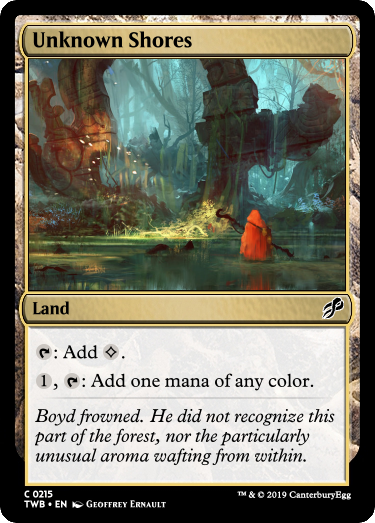 Unknown Shores
Land
: Add .
1, : Add one mana of any color.
Boyd frowned. He did not recognize this
part of the forest, nor the particularly
unusual aroma wafting from within.
C 0215
TWB • EN Geoffrey Ernault
™ & © 2019 CanterburyEgg